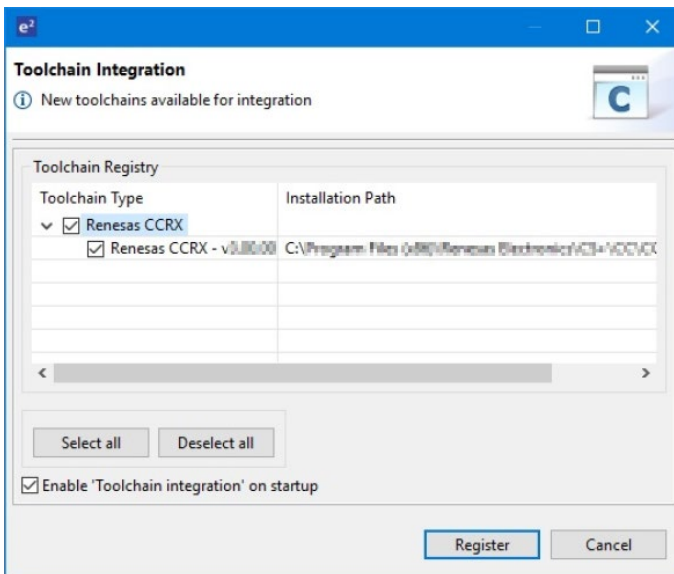 e²
Toolchain Integration
New toolchains available for integration
C
Toolchain Registry
Toolchain Type Installation Path
Renesas CCRX
Renesas CCRX - v C:\
Select all Deselect all
Enable 'Toolchain integration' on startup
Register Cancel